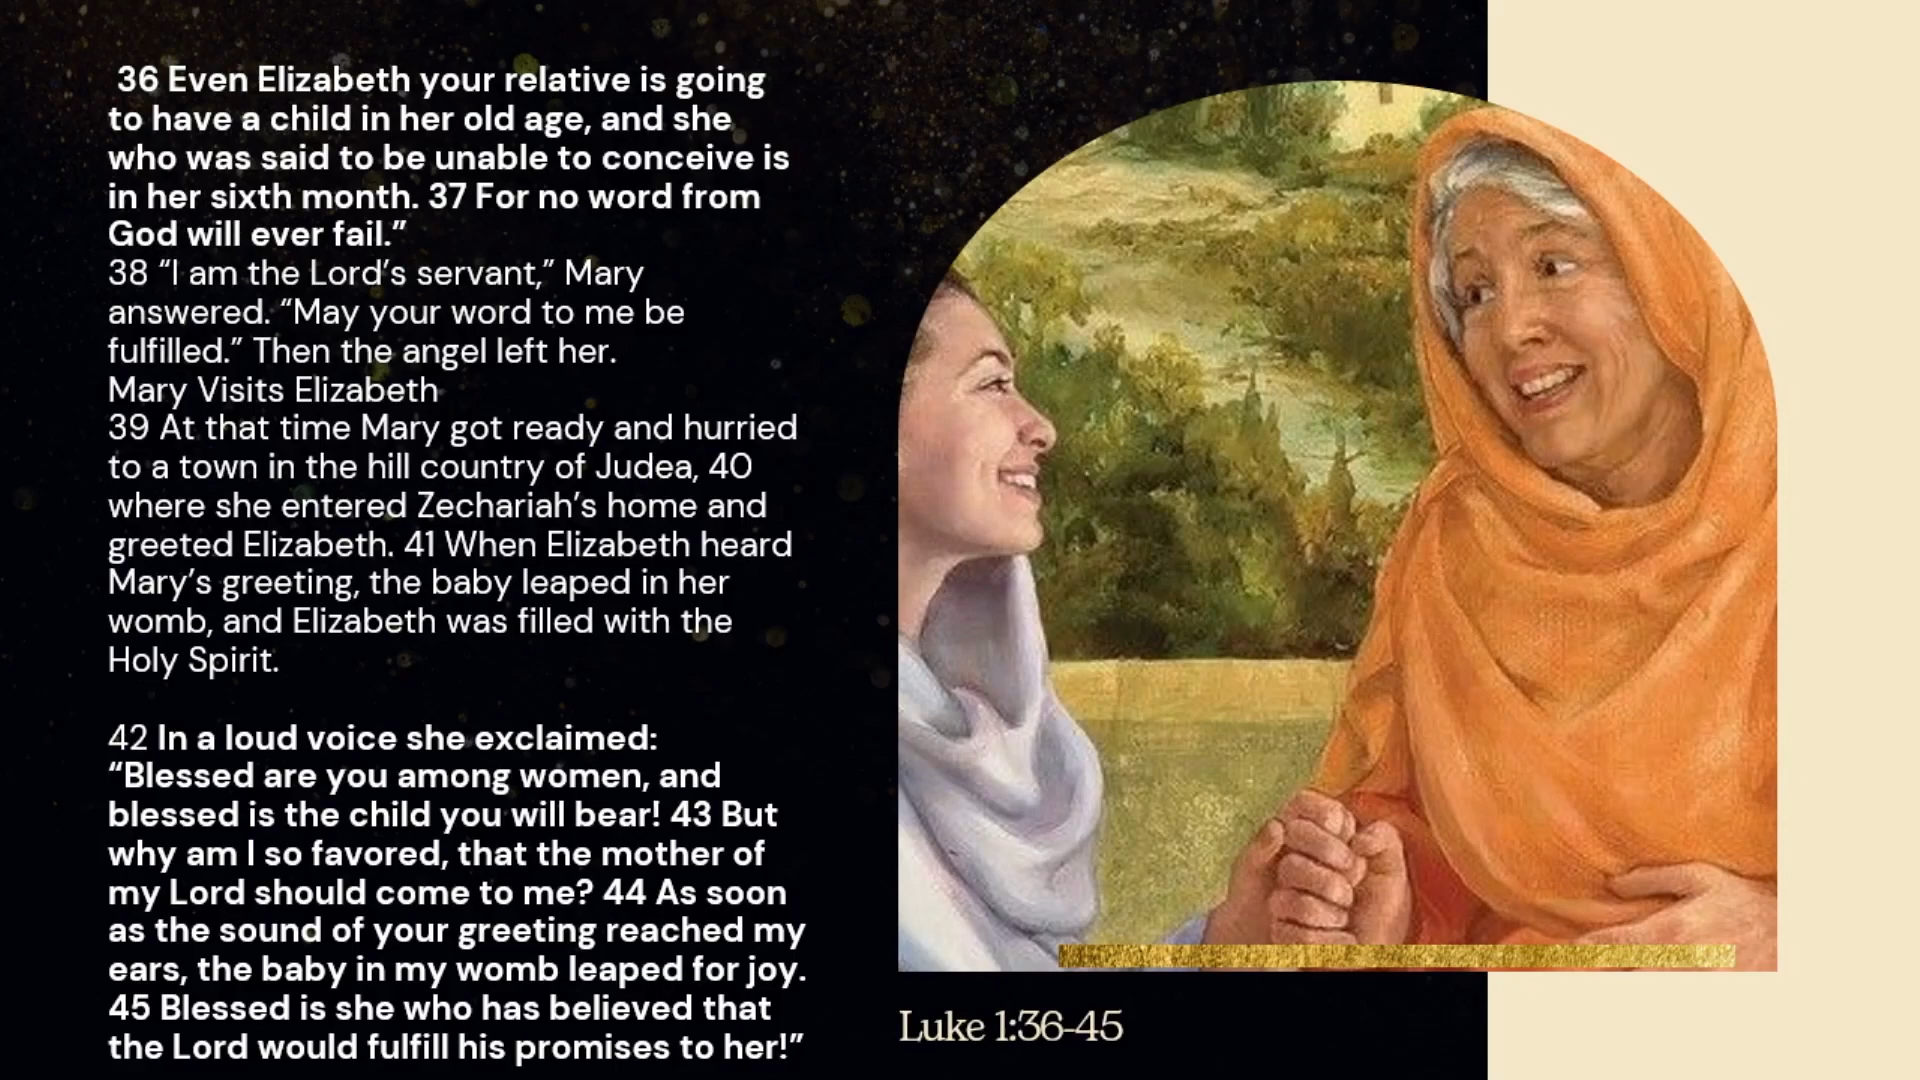 36 Even Elizabeth your relative is going
to have a child in her old age, and she
who was said to be unable to conceive is
in her sixth month. 37 For no word from
God will ever fail.”
38 “I am the Lord’s servant,” Mary
answered. “May your word to me be
fulfilled.” Then the angel left her.
Mary Visits Elizabeth
39 At that time Mary got ready and hurried
to a town in the hill country of Judea, 40
where she entered Zechariah’s home and
greeted Elizabeth. 41 When Elizabeth heard
Mary’s greeting, the baby leaped in her
womb, and Elizabeth was filled with the
Holy Spirit.
42 In a loud voice she exclaimed:
“Blessed are you among women, and
blessed is the child you will bear! 43 But
why am I so favored, that the mother of
my Lord should come to me? 44 As soon
as the sound of your greeting reached my
ears, the baby in my womb leaped for joy.
45 Blessed is she who has believed that
the Lord would fulfill his promises to her!”
Luke 1:36-45